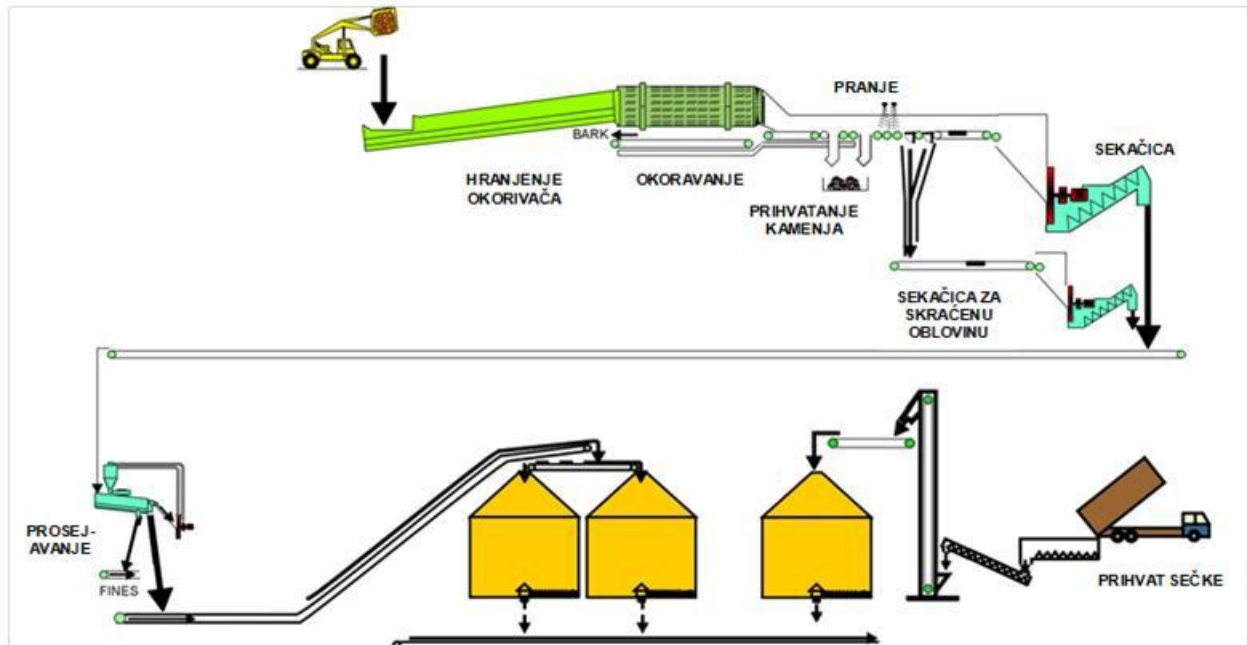 PRANJE
BARK
SEKAČICA
HRANJENJE
OKORIVAČA
OKORAVANJE
PRIHVATANJE
KAMENJA
SEKAČICA ZA
SKRAĆENU
OBLOVINU
PROSEJ-
AVANJE
FINES
PRIHVAT SEČKE